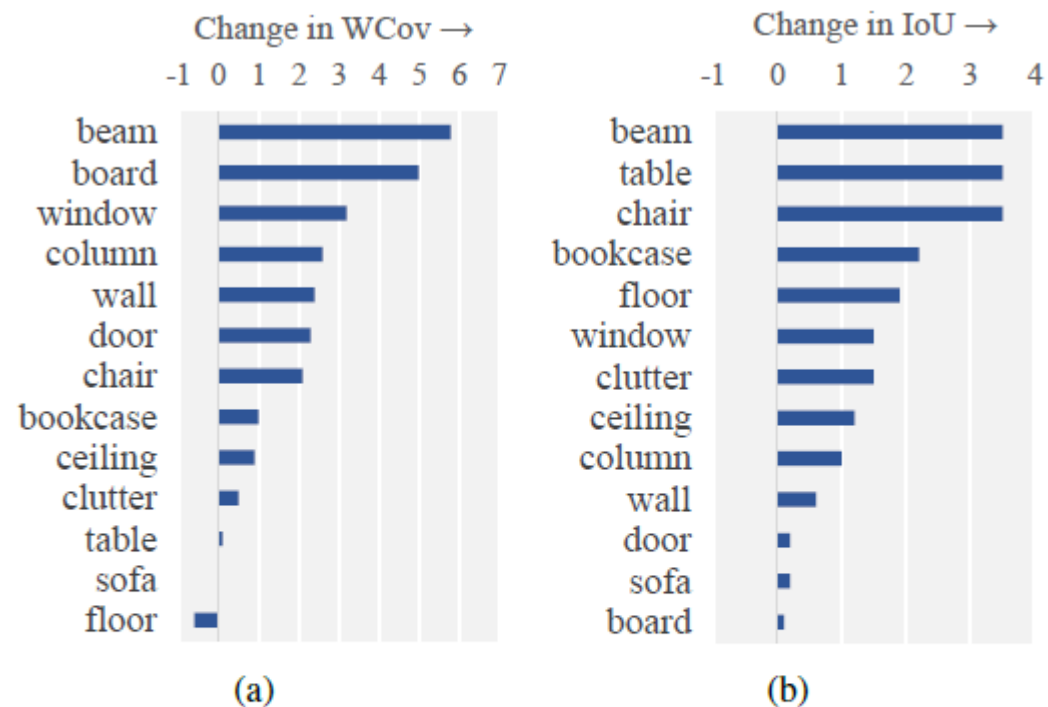 Change in WCov →
-1 0 1 2 3 4 5 6 7
beam
board
window
column
wall
door
chair
bookcase
ceiling
clutter
table
sofa
floor
(a)
Change in IoU →
-1 0 1 2 3 4
beam
table
chair
bookcase
floor
window
clutter
ceiling
column
wall
door
sofa
board
(b)